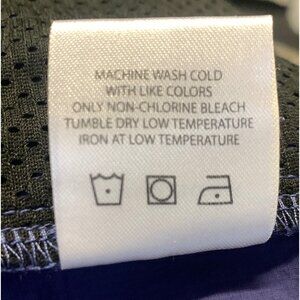 MACHINE WASH COLD
WITH LIKE COLORS
ONLY NON-CHLORINE BLEACH
TUMBLE DRY LOW TEMPERATURE
IRON AT LOW TEMPERATURE